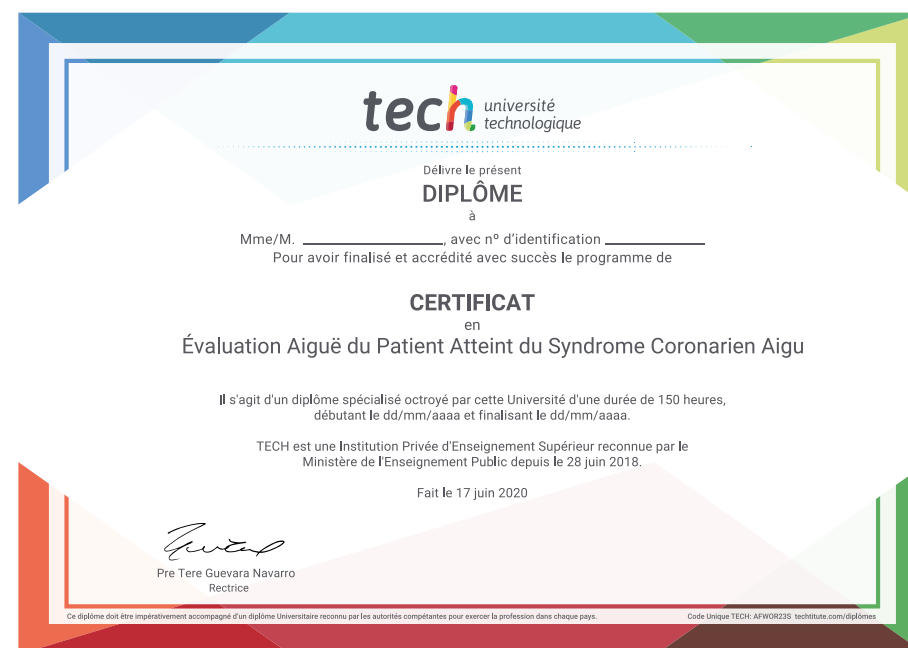 tech université
technologique
Délivre le présent
DIPLÔME
à
Mme/M. ____________________, avec nº d'identification ______________
Pour avoir finalisé et accrédité avec succès le programme de
CERTIFICAT
en
Évaluation Aiguë du Patient Atteint du Syndrome Coronarien Aigu
Il s'agit d'un diplôme spécialisé octroyé par cette Université d'une durée de 150 heures,
débutant le dd/mm/aaaa et finalisant le dd/mm/aaaa.
TECH est une Institution Privée d'Enseignement Supérieur reconnue par le
Ministère de l'Enseignement Public depuis le 28 juin 2018.
Fait le 17 juin 2020
Pre Tere Guevara Navarro
Rectrice
Ce diplôme doit être impérativement accompagné d'un diplôme Universitaire reconnu par les autorités compétantes pour exercer la profession dans chaque pays.
Code Unique TECH: AFWOR23S techtitute.com/diplômes